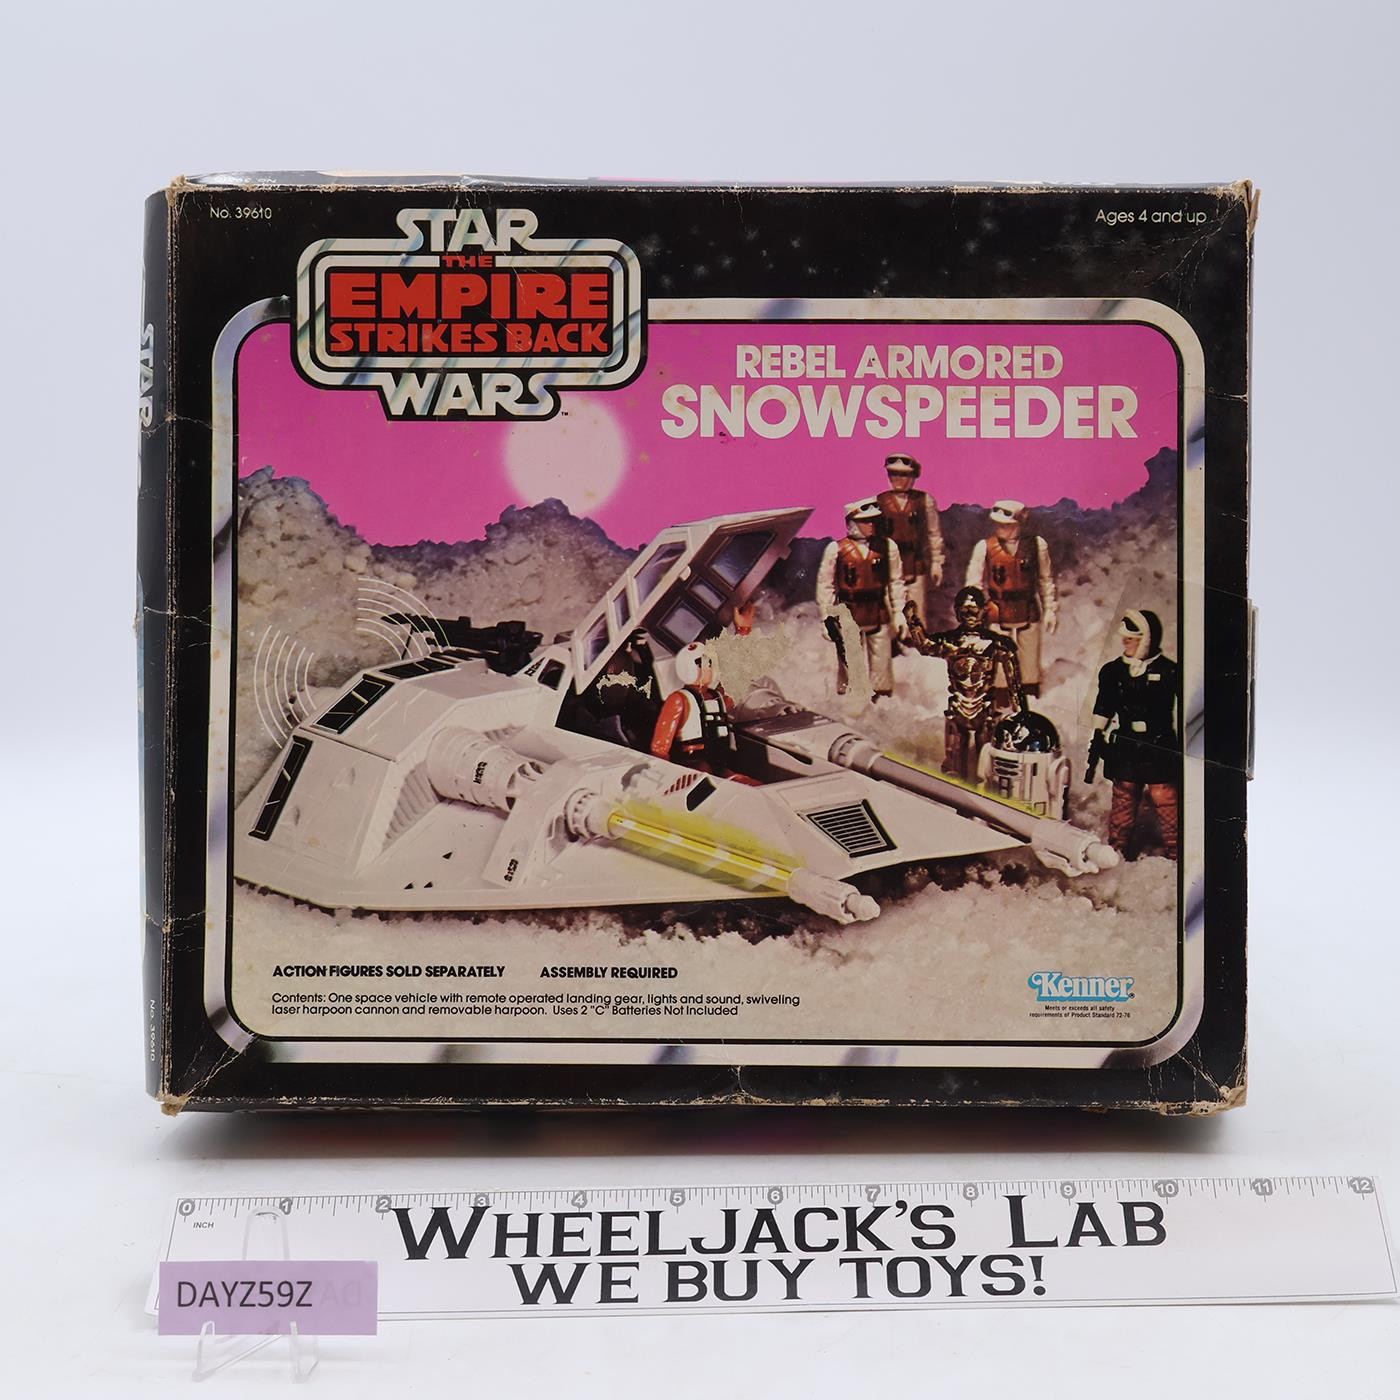 No. 39610
Ages 4 and up
STAR
THE
EMPIRE
STRIKES BACK
WARS
TM
REBEL ARMORED
SNOWSPEEDER
STAR
ACTION FIGURES SOLD SEPARATELY ASSEMBLY REQUIRED
Contents: One space vehicle with remote operated landing gear, lights and sound, swiveling
laser harpoon cannon and removable harpoon. Uses 2 "C" Batteries Not Included
Kenner®
Meets or exceeds all safety
requirements of Product Standard 72-76
No. 39610
0 1 2 3 4 5 6 7 8 9 10 11 12
INCH
WHEELJACK'S LAB
WE BUY TOYS!
DAYZ59Z